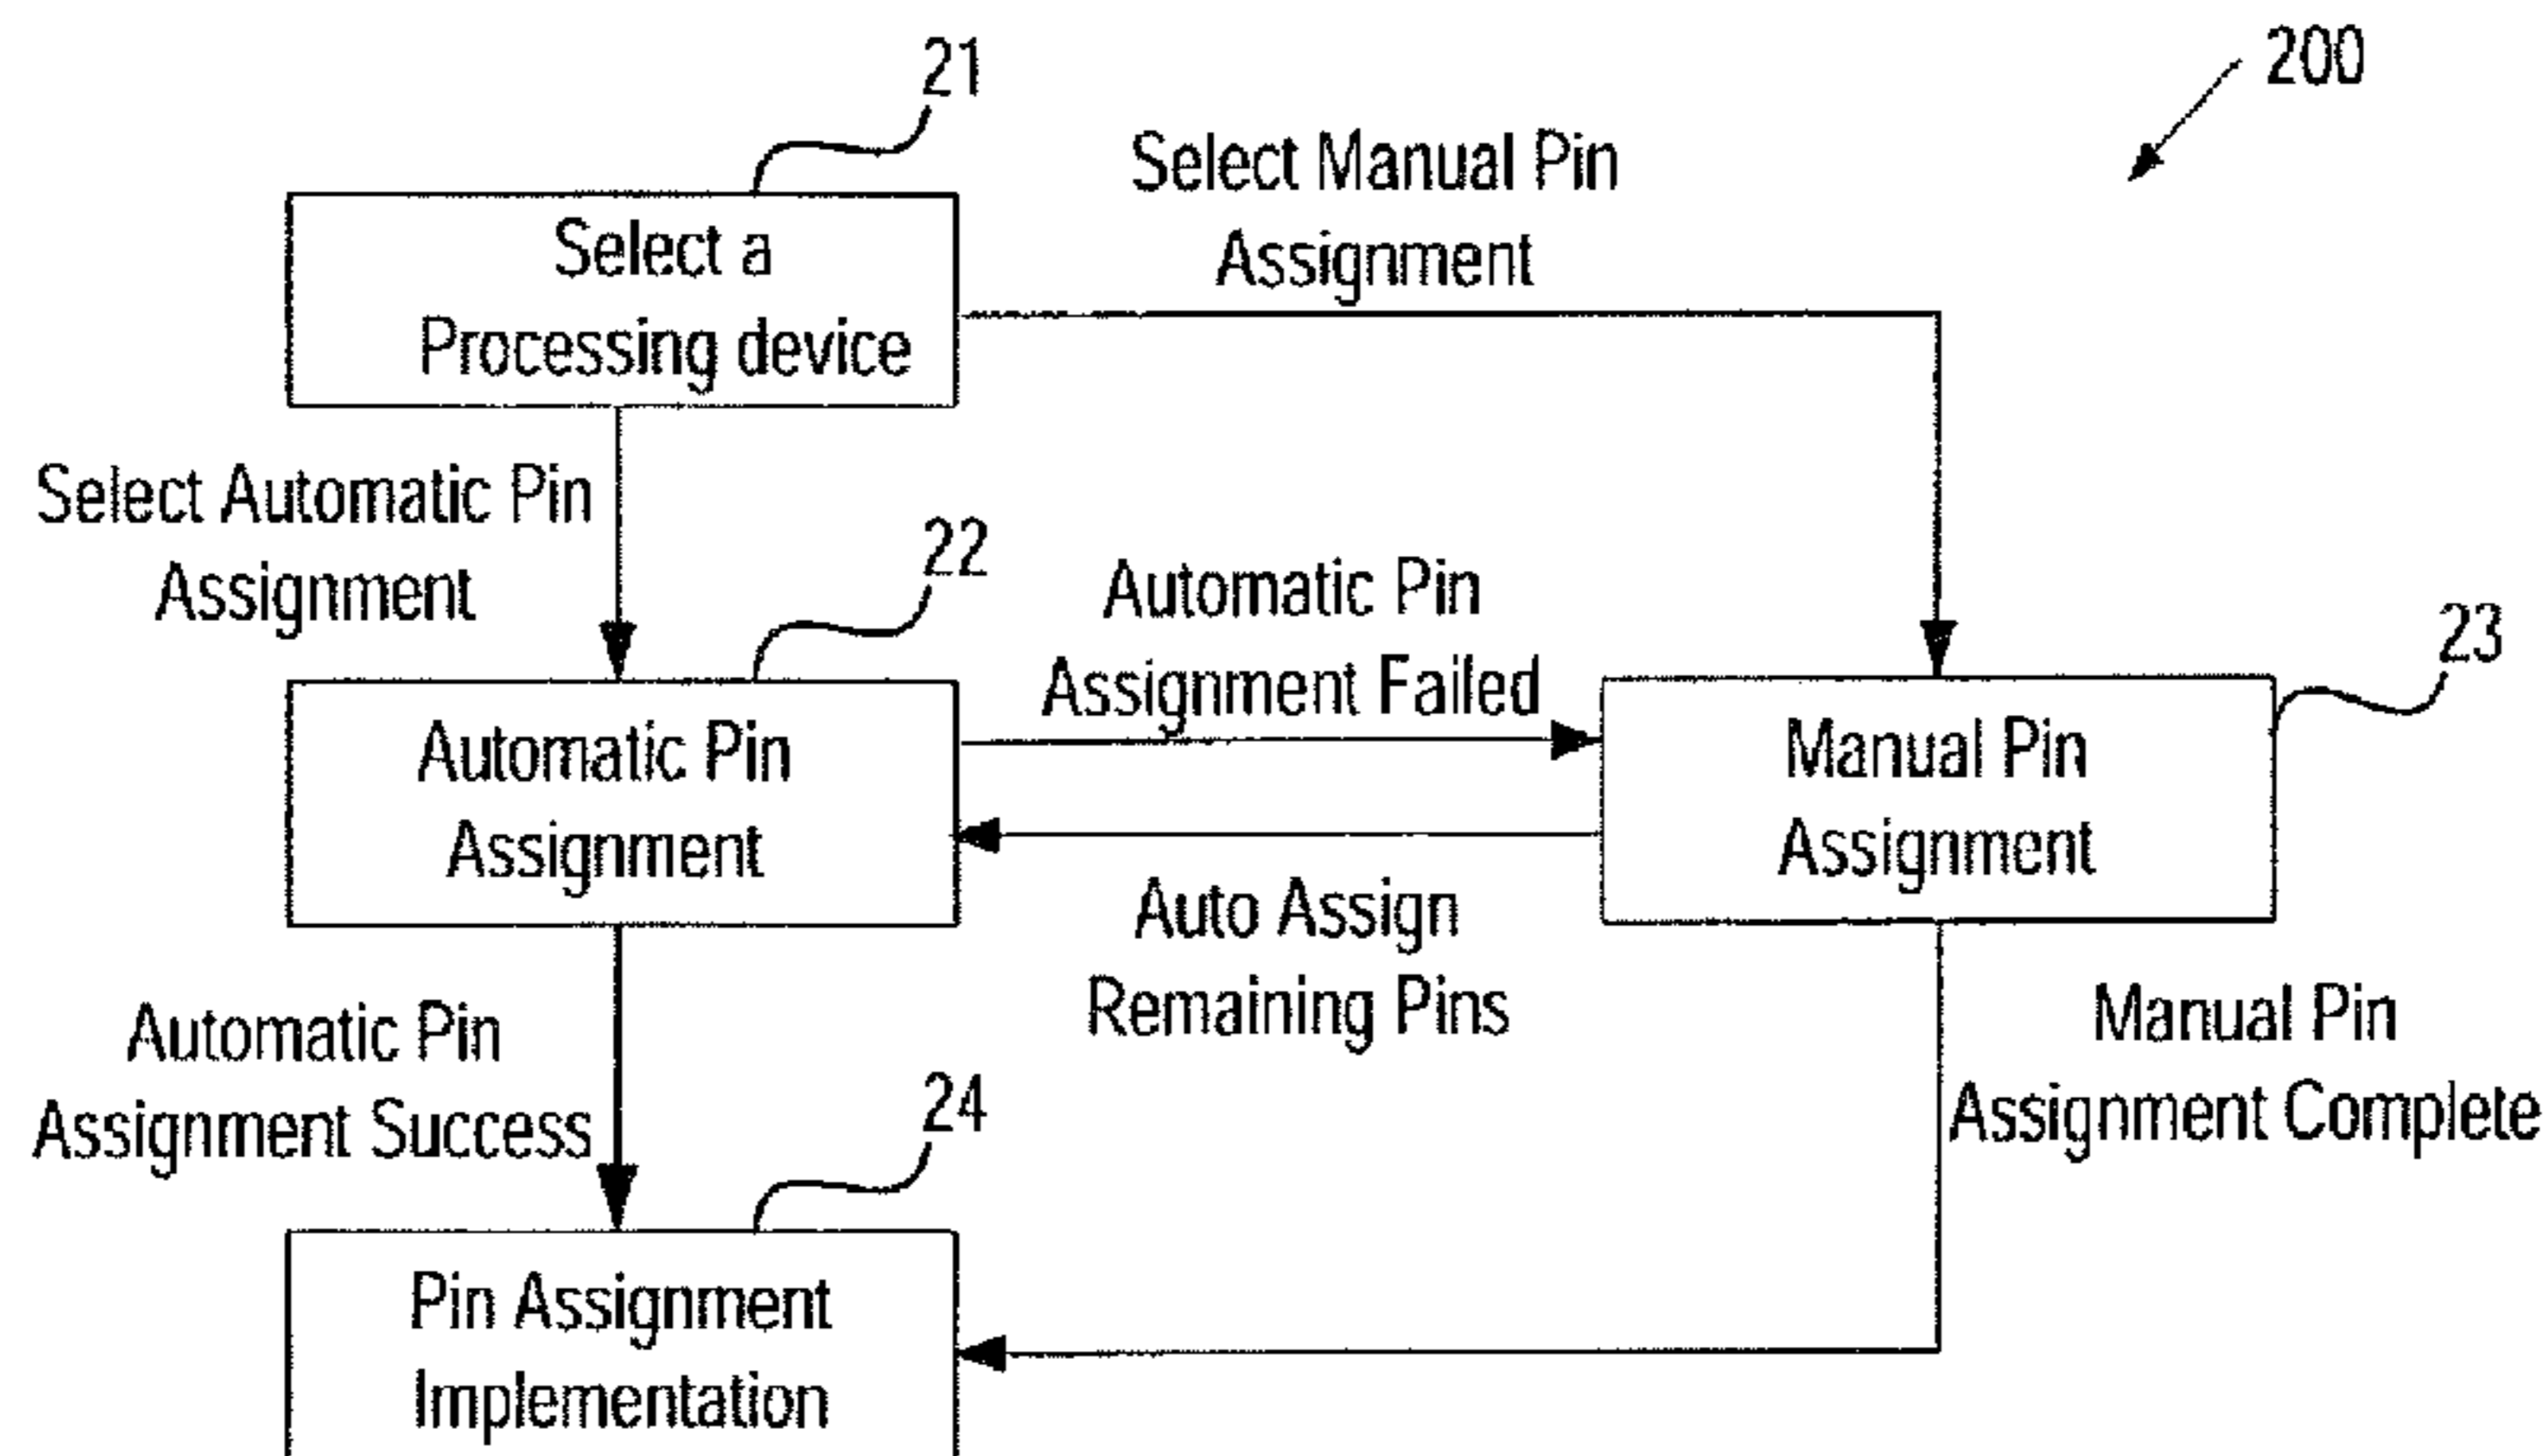 21
200
Select Manual Pin
Assignment
Select a
Processing device
Select Automatic Pin
Assignment
22
Automatic Pin
Assignment Failed
23
Automatic Pin
Assignment
Manual Pin
Assignment
Auto Assign
Remaining Pins
Automatic Pin
Assignment Success
Manual Pin
Assignment Complete
24
Pin Assignment
Implementation